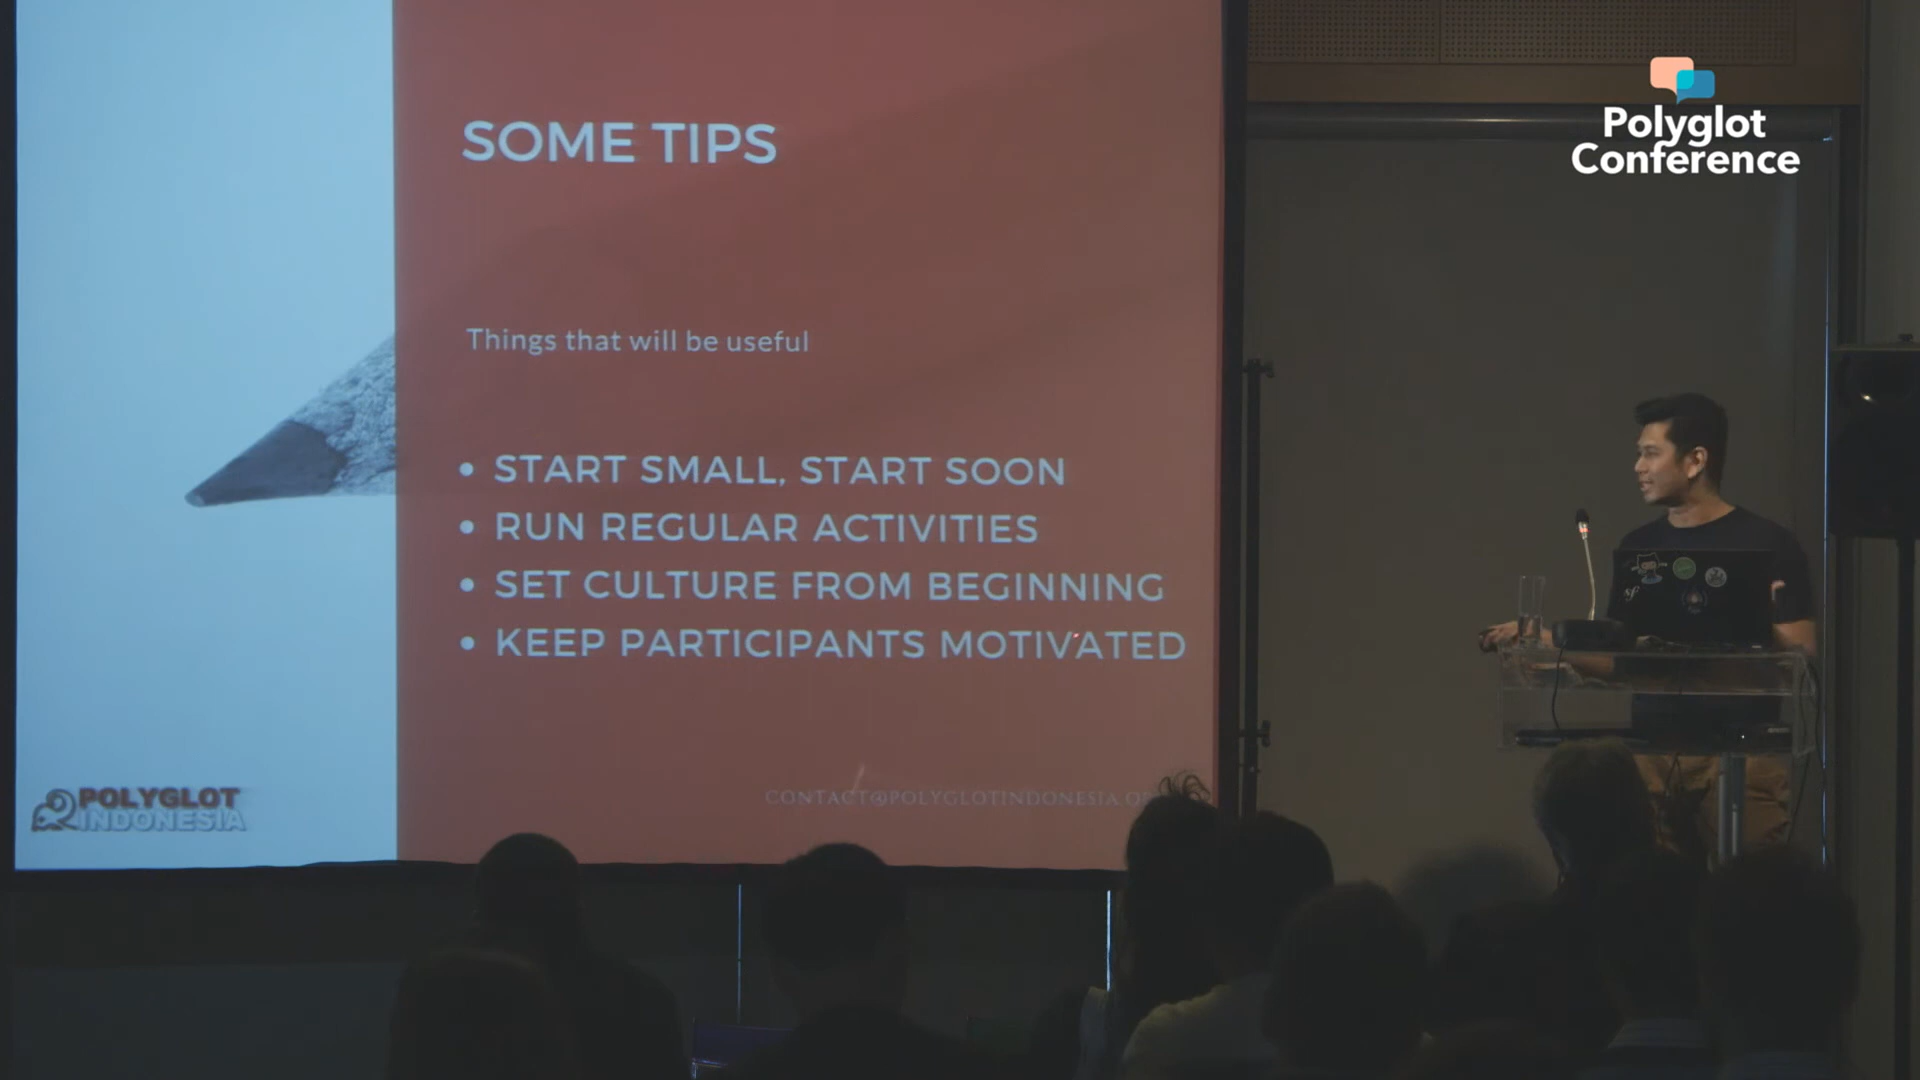 SOME TIPS
Things that will be useful
• START SMALL, START SOON
• RUN REGULAR ACTIVITIES
• SET CULTURE FROM BEGINNING
• KEEP PARTICIPANTS MOTIVATED
POLYGLOT
INDONESIA
Polyglot
Conference